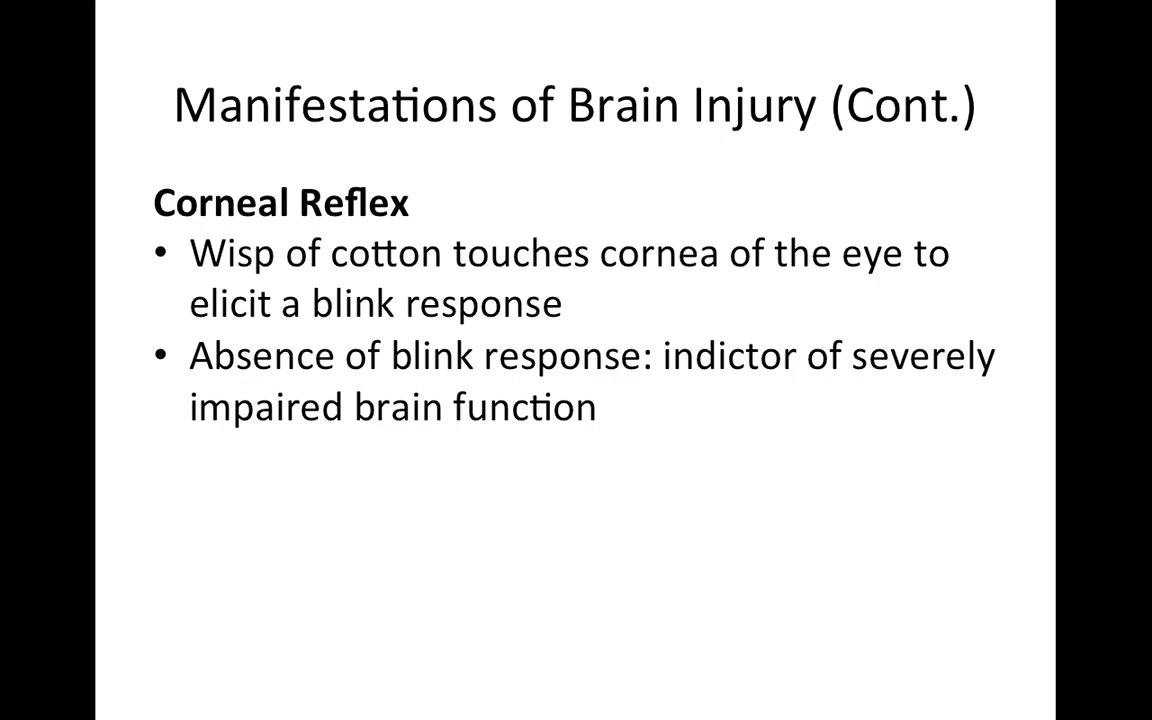 Manifestations of Brain Injury (Cont.)
Corneal Reflex
• Wisp of cotton touches cornea of the eye to
elicit a blink response
• Absence of blink response: indictor of severely
impaired brain function